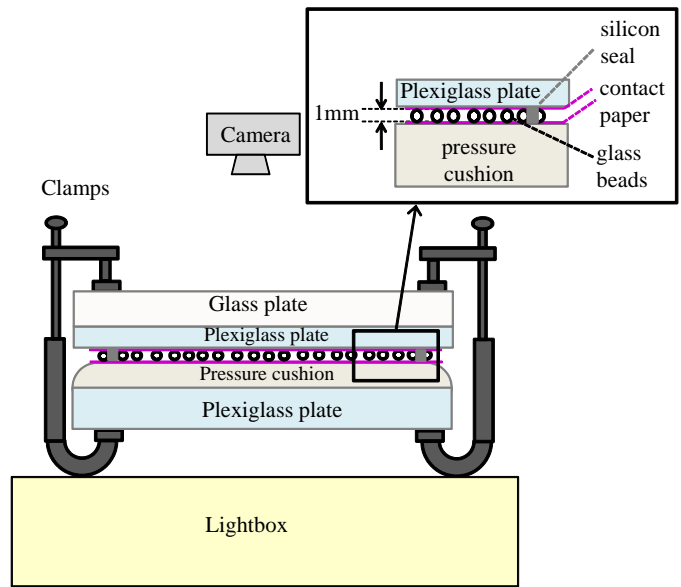 silicon
seal
Plexiglass plate
contact
paper
1mm
Camera
pressure
cushion
glass
beads
Clamps
Glass plate
Plexiglass plate
Pressure cushion
Plexiglass plate
Lightbox